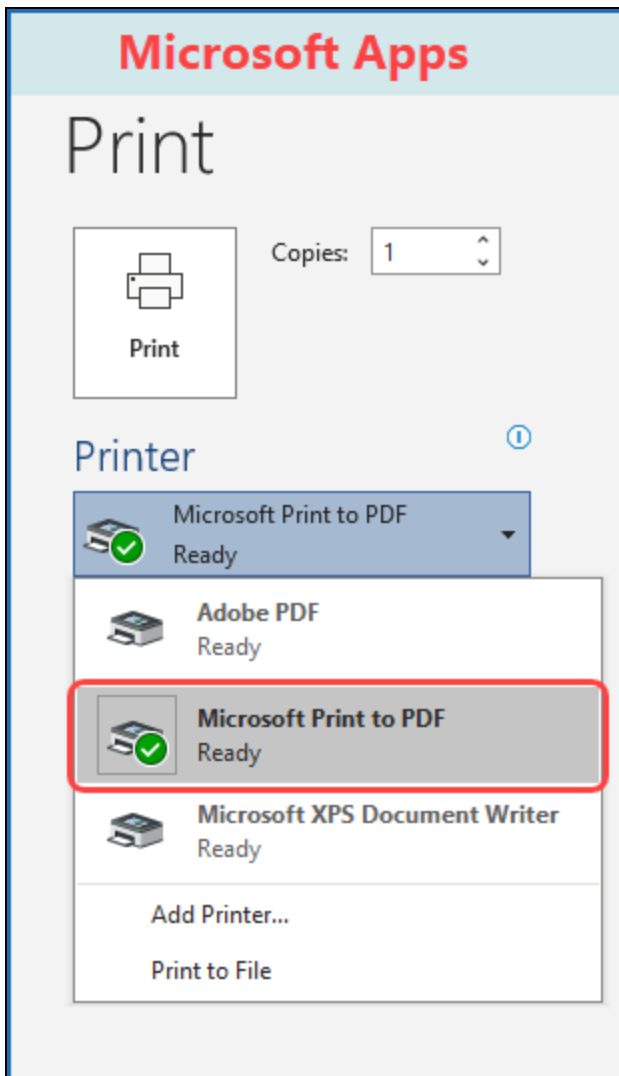 Microsoft Apps
Print
Copies: 1
Print
Printer
Microsoft Print to PDF
Ready
Adobe PDF
Ready
Microsoft Print to PDF
Ready
Microsoft XPS Document Writer
Ready
Add Printer...
Print to File